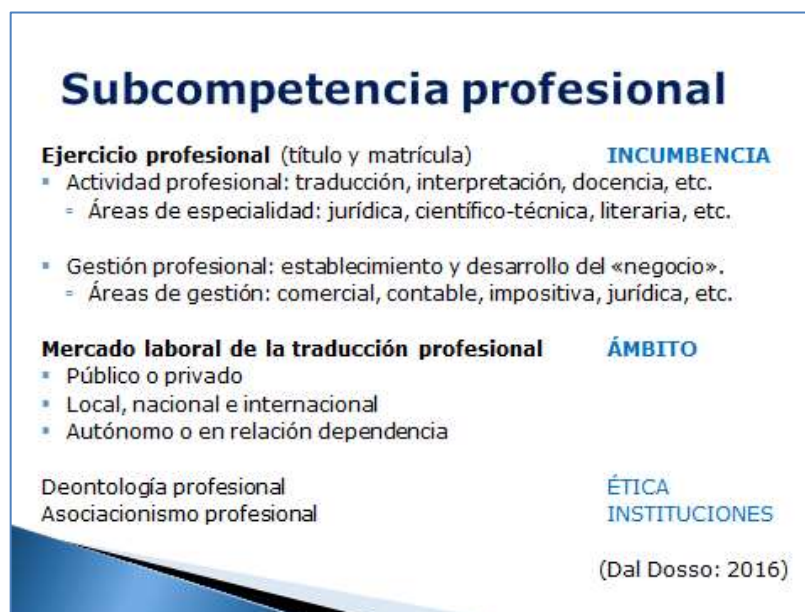 Subcompetencia profesional
Ejercicio profesional (título y matrícula) INCUMBENCIA
▪ Actividad profesional: traducción, interpretación, docencia, etc.
▫ Áreas de especialidad: jurídica, científico-técnica, literaria, etc.
▪ Gestión profesional: establecimiento y desarrollo del «negocio».
▫ Áreas de gestión: comercial, contable, impositiva, jurídica, etc.
Mercado laboral de la traducción profesional ÁMBITO
▪ Público o privado
▪ Local, nacional e internacional
▪ Autónomo o en relación dependencia
Deontología profesional ÉTICA
Asociacionismo profesional INSTITUCIONES
(Dal Dosso: 2016)